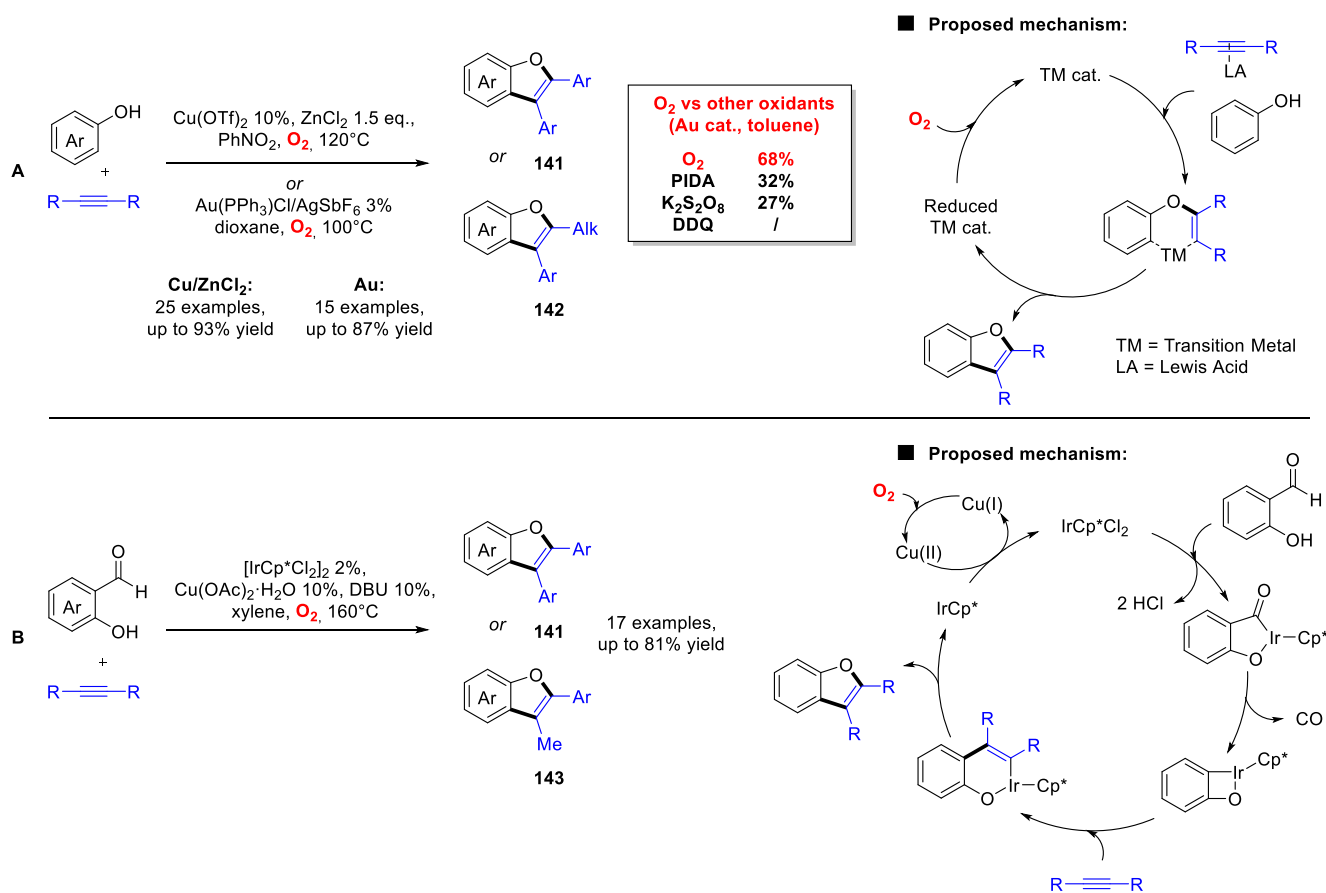 A
OH
Ar
+
R R
Cu(OTf)2 10%, ZnCl2 1.5 eq.,
PhNO2, O2, 120°C
or
Au(PPh3)Cl/AgSbF6 3%
dioxane, O2, 100°C
Cu/ZnCl2:
25 examples,
up to 93% yield
Au:
15 examples,
up to 87% yield
O
Ar
Ar
Ar
or 141
O
Ar
Alk
Ar
142
O2 vs other oxidants
(Au cat., toluene)
O2 68%
PIDA 32%
K2S2O8 27%
DDQ /
Proposed mechanism:
R R
LA
OH
TM cat.
O2
Reduced
TM cat.
O
R
R
TM
O
R
R
TM = Transition Metal
LA = Lewis Acid
B
O
H
Ar
OH
+
R R
[IrCp*Cl2]2 2%,
Cu(OAc)2·H2O 10%, DBU 10%,
xylene, O2, 160°C
O
Ar
Ar
Ar
or 141
O
Ar
Ar
Me
143
17 examples,
up to 81% yield
Proposed mechanism:
O2
Cu(I)
Cu(II)
IrCp*Cl2
O
H
OH
2 HCl
O
Ir Cp*
O
CO
Ir Cp*
O
R R
R
R
Ir Cp*
O
O
R
R
IrCp*